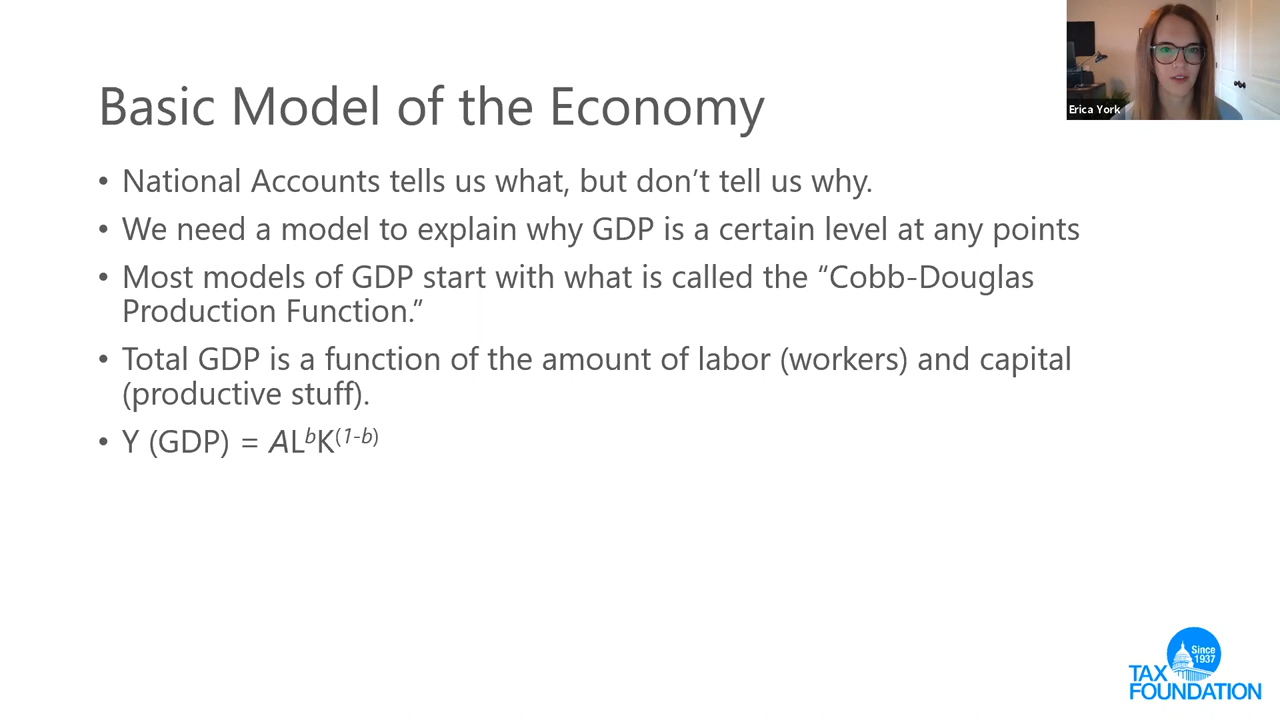 Erica York
Basic Model of the Economy
• National Accounts tells us what, but don’t tell us why.
• We need a model to explain why GDP is a certain level at any points
• Most models of GDP start with what is called the “Cobb-Douglas
Production Function.”
• Total GDP is a function of the amount of labor (workers) and capital
(productive stuff).
• Y (GDP) = ALᵇK⁽¹⁻ᵇ⁾
Since
1937
TAX
FOUNDATION